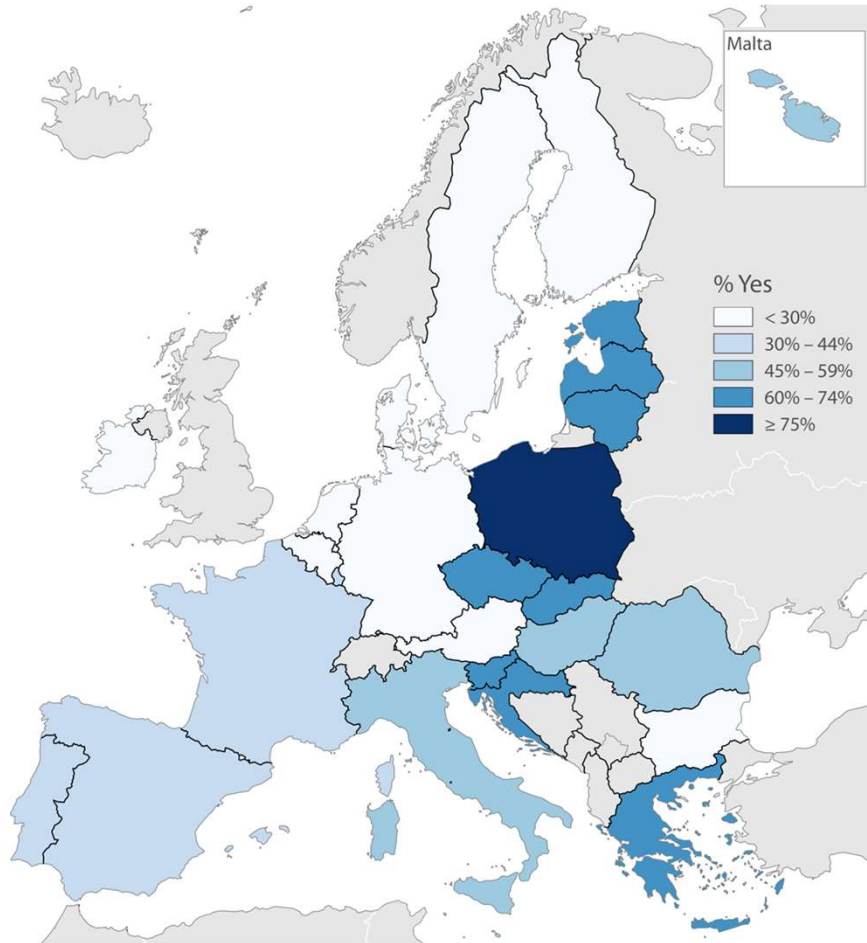 Malta
% Yes
< 30%
30% – 44%
45% – 59%
60% – 74%
≥ 75%